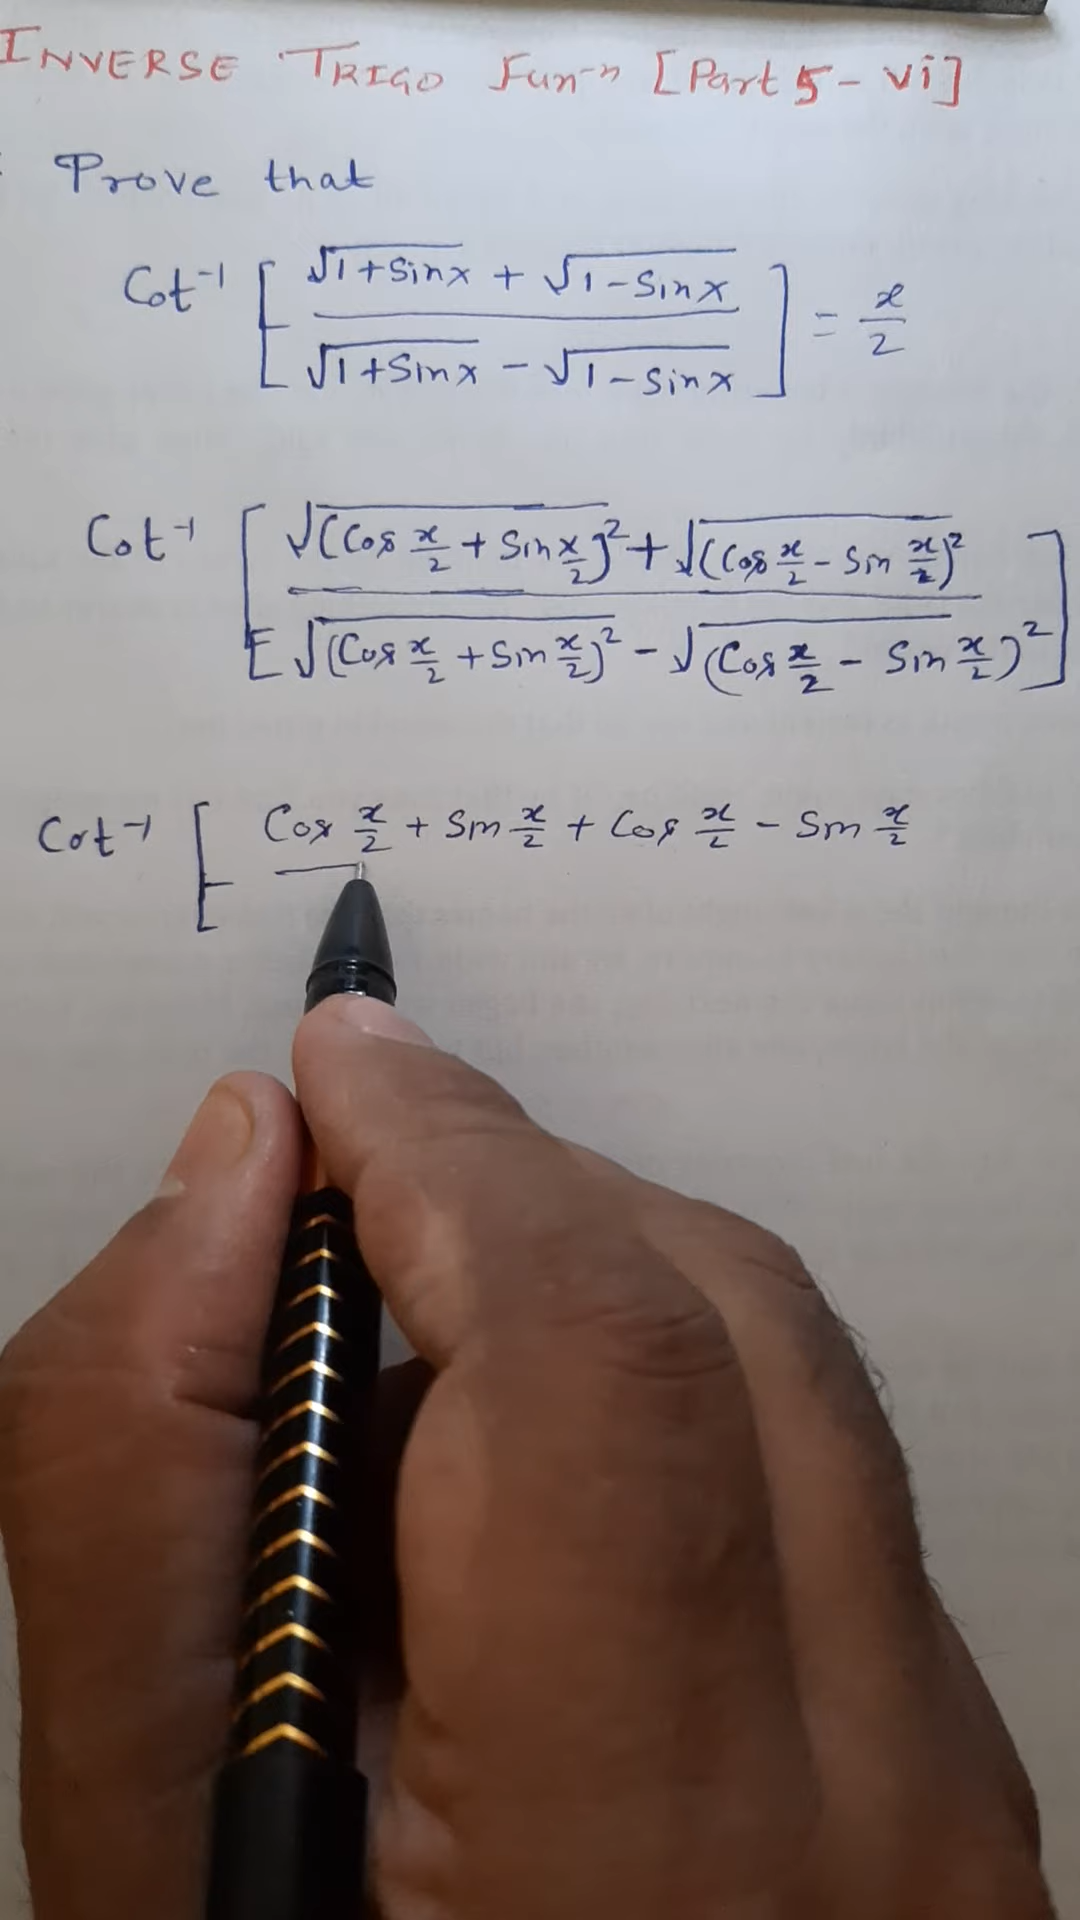 INVERSE TRIGO Fun-n [Part 5 - vi]
Prove that
Cot⁻¹ [ (√1+Sinx + √1-Sinx) / (√1+Sinx - √1-Sinx) ] = x/2
Cot⁻¹ [ (√(Cos x/2 + Sin x/2)² + √(Cos x/2 - Sin x/2)²) / (√(Cos x/2 + Sin x/2)² - √(Cos x/2 - Sin x/2)²) ]
Cot⁻¹ [ Cos x/2 + Sin x/2 + Cos x/2 - Sin x/2